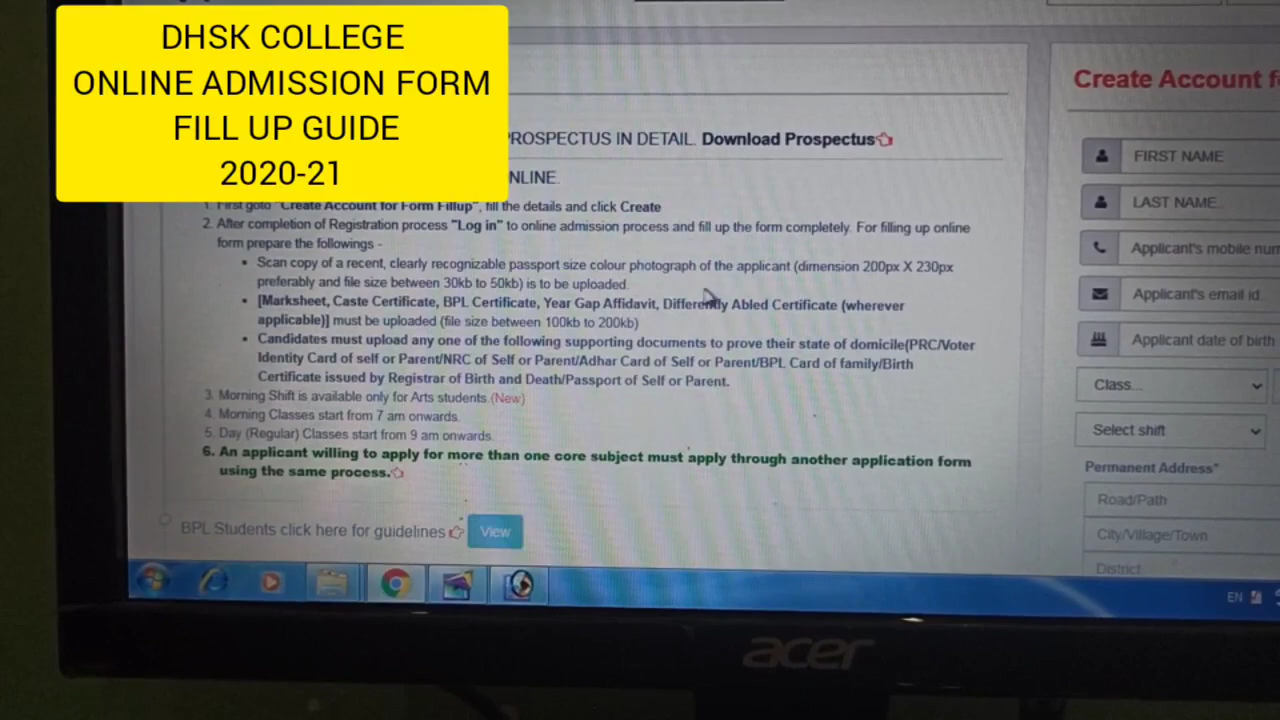 DHSK COLLEGE
ONLINE ADMISSION FORM
FILL UP GUIDE
2020-21
PROSPECTUS IN DETAIL. Download Prospectus
NLINE.
1. First goto "Create Account for Form Fillup", fill the details and click Create
2. After completion of Registration process "Log in" to online admission process and fill up the form completely. For filling up online
form prepare the followings -
• Scan copy of a recent, clearly recognizable passport size colour photograph of the applicant (dimension 200px X 230px
preferably and file size between 30kb to 50kb) is to be uploaded.
• [Marksheet, Caste Certificate, BPL Certificate, Year Gap Affidavit, Differently Abled Certificate (wherever
applicable)] must be uploaded (file size between 100kb to 200kb)
• Candidates must upload any one of the following supporting documents to prove their state of domicile(PRC/Voter
Identity Card of self or Parent/NRC of Self or Parent/Adhar Card of Self or Parent/BPL Card of family/Birth
Certificate issued by Registrar of Birth and Death/Passport of Self or Parent.
3. Morning Shift is available only for Arts students.(New)
4. Morning Classes start from 7 am onwards.
5. Day (Regular) Classes start from 9 am onwards.
6. An applicant willing to apply for more than one core subject must apply through another application form
using the same process.
BPL Students click here for guidelines View
Create Account f
FIRST NAME
LAST NAME..
Applicant's mobile num
Applicant's email id..
Applicant date of birth
Class...
Select shift
Permanent Address*
Road/Path
City/Village/Town
District
EN
acer